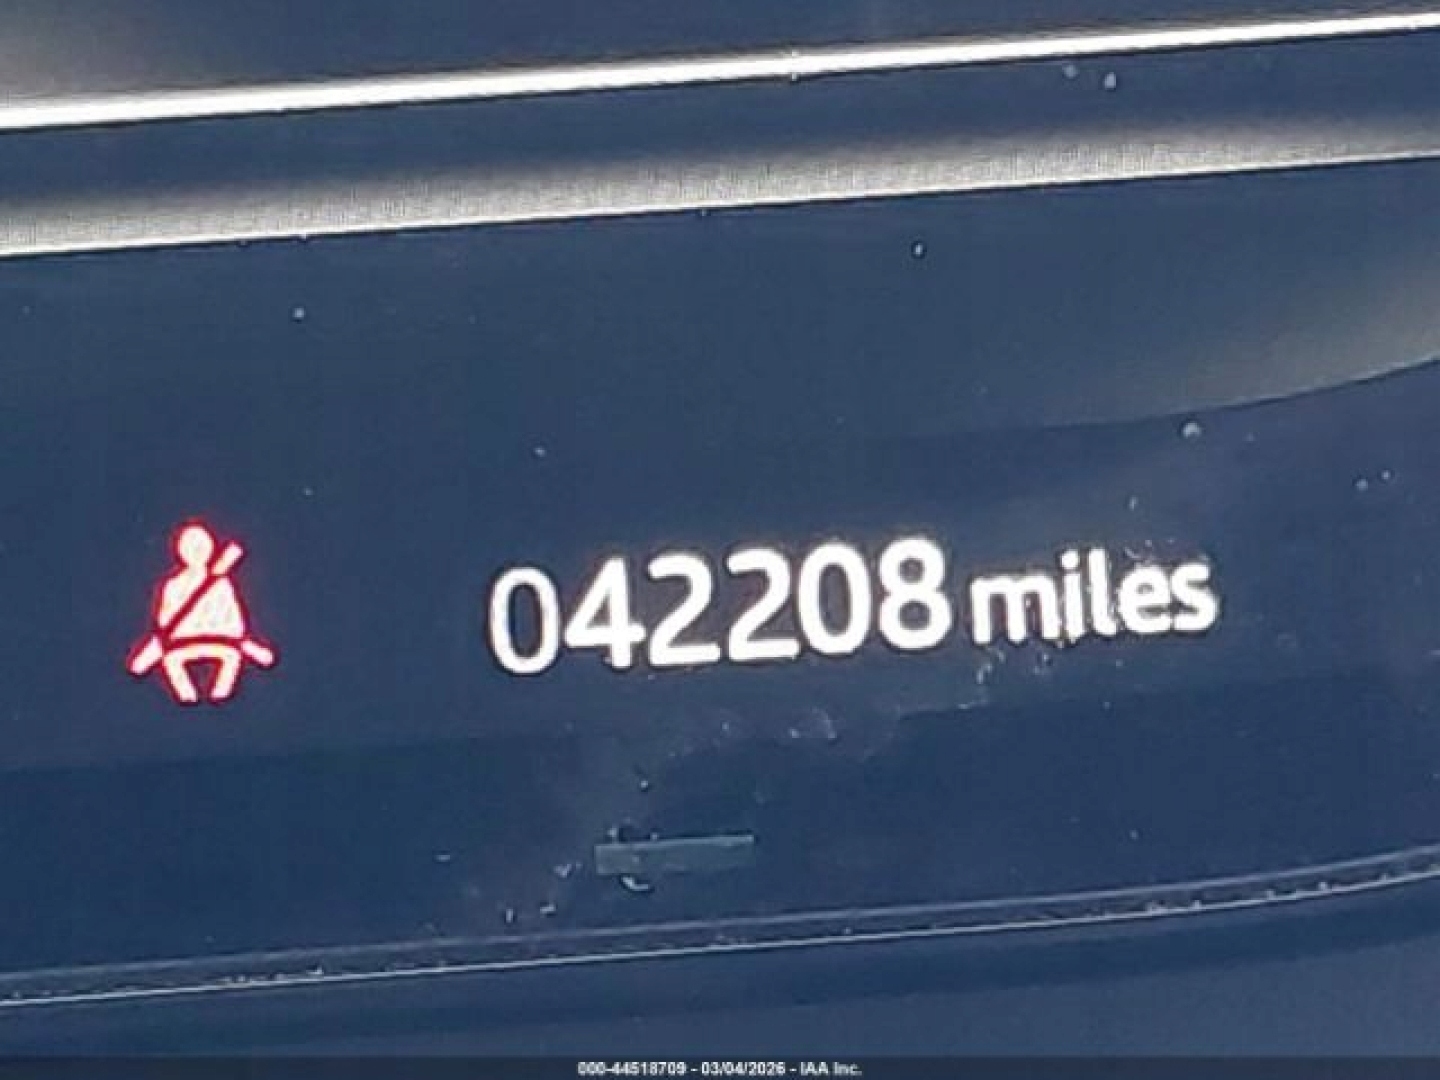 042208 miles
000-44518709 - 03/04/2026 - IAA Inc.